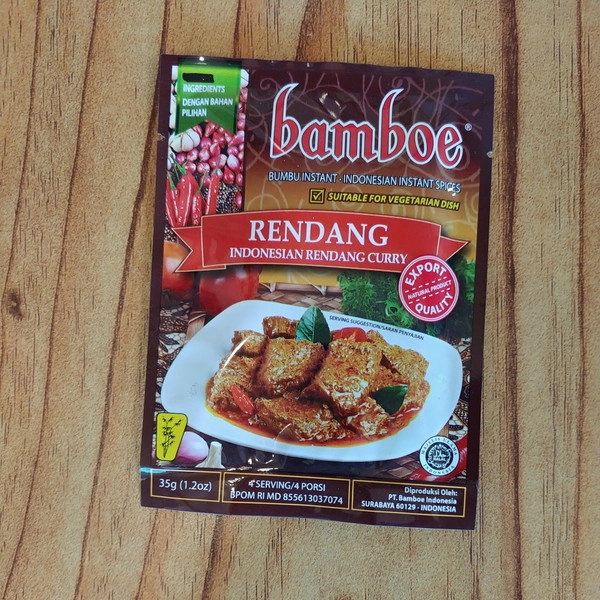 INGREDIENTS
DENGAN BAHAN
PILIHAN
bamboe®
BUMBU INSTANT - INDONESIAN INSTANT SPICES
SUITABLE FOR VEGETARIAN DISH
RENDANG
INDONESIAN RENDANG CURRY
EXPORT
NATURAL PRODUCT
QUALITY
SERVING SUGGESTION/SARAN PENYAJIAN
HALAL
35g (1.2oz)
4 SERVING/4 PORSI
BPOM RI MD 855613037074
Diproduksi Oleh:
PT. Bamboe Indonesia
SURABAYA 60129 - INDONESIA